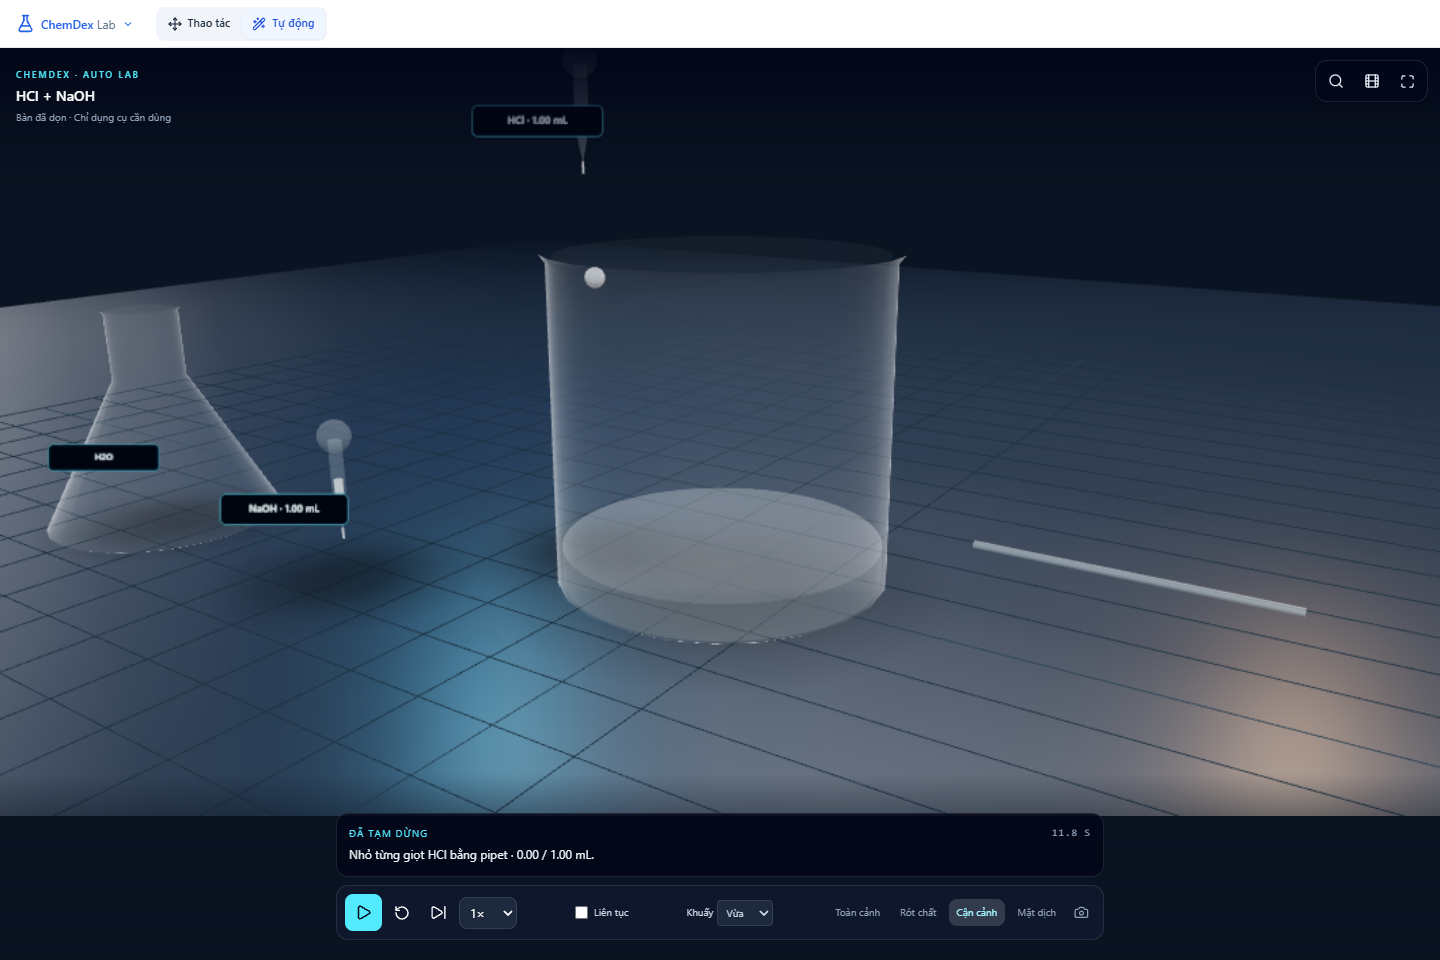 ChemDex Lab
Thao tác
Tự động
CHEMDEX · AUTO LAB
HCl + NaOH
Bàn đã dọn · Chỉ dụng cụ cần dùng
HCl · 1.00 mL
H2O
NaOH · 1.00 mL
ĐÃ TẠM DỪNG
11.8 S
Nhỏ từng giọt HCl bằng pipet · 0.00 / 1.00 mL.
1×
Liên tục
Khuấy
Vừa
Toàn cảnh
Rót chất
Cận cảnh
Mặt dịch